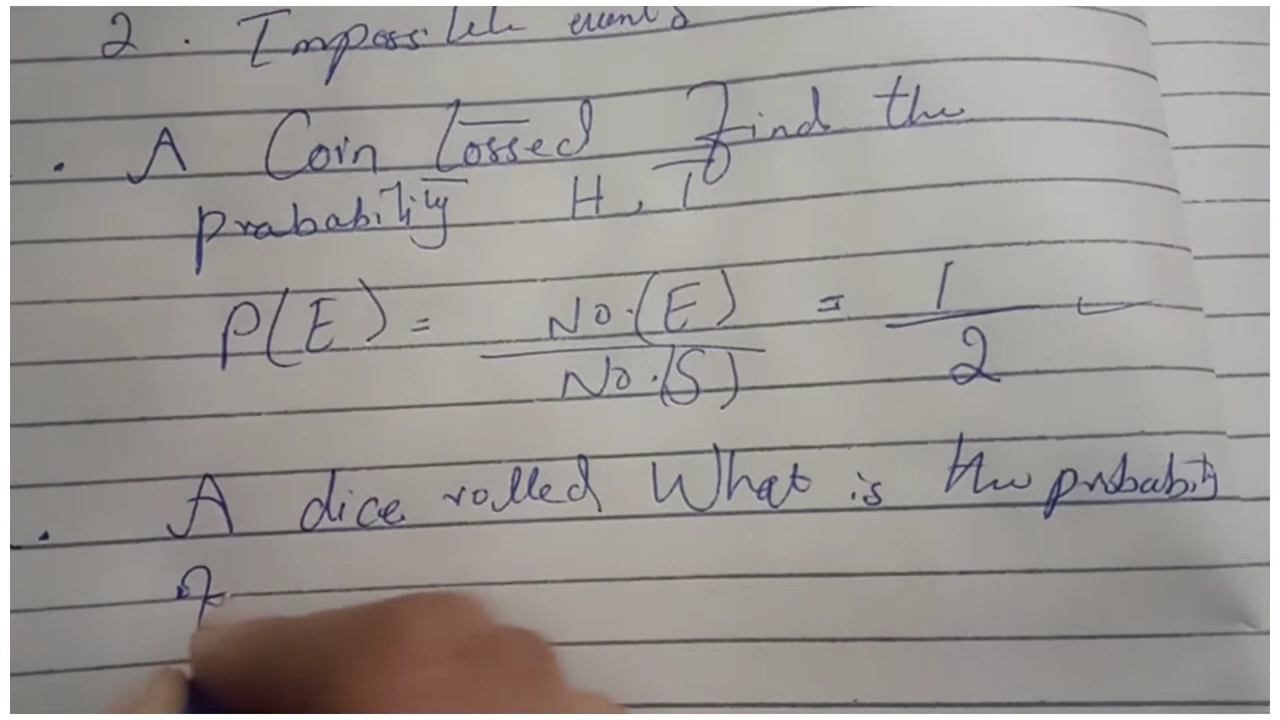 2. Impossible events
. A Coin Tossed Find the
probability H, T
P(E) = No.(E) / No.(S) = 1 / 2
. A dice rolled What is the probability
of